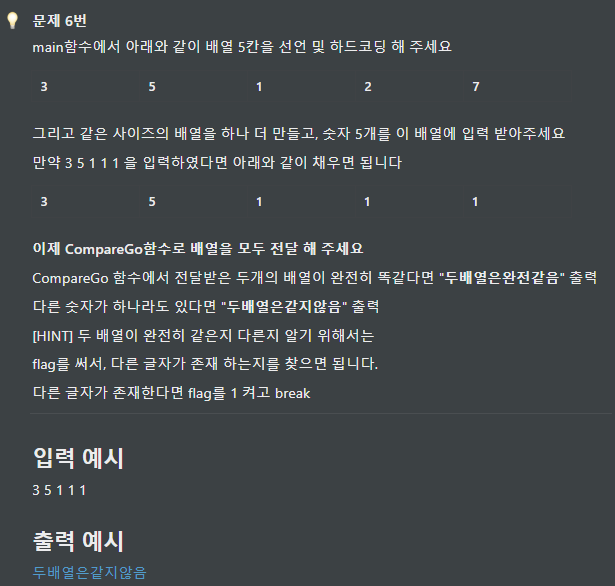 문제 6번
main함수에서 아래와 같이 배열 5칸을 선언 및 하드코딩 해 주세요
3 5 1 2 7
그리고 같은 사이즈의 배열을 하나 더 만들고, 숫자 5개를 이 배열에 입력 받아주세요
만약 3 5 1 1 1 을 입력하였다면 아래와 같이 채우면 됩니다
3 5 1 1 1
이제 CompareGo함수로 배열을 모두 전달 해 주세요
CompareGo 함수에서 전달받은 두개의 배열이 완전히 똑같다면 "두배열은완전같음" 출력
다른 숫자가 하나라도 있다면 "두배열은같지않음" 출력
[HINT] 두 배열이 완전히 같은지 다른지 알기 위해서는
flag를 써서, 다른 글자가 존재 하는지를 찾으면 됩니다.
다른 글자가 존재한다면 flag를 1 켜고 break
입력 예시
3 5 1 1 1
출력 예시
두배열은같지않음